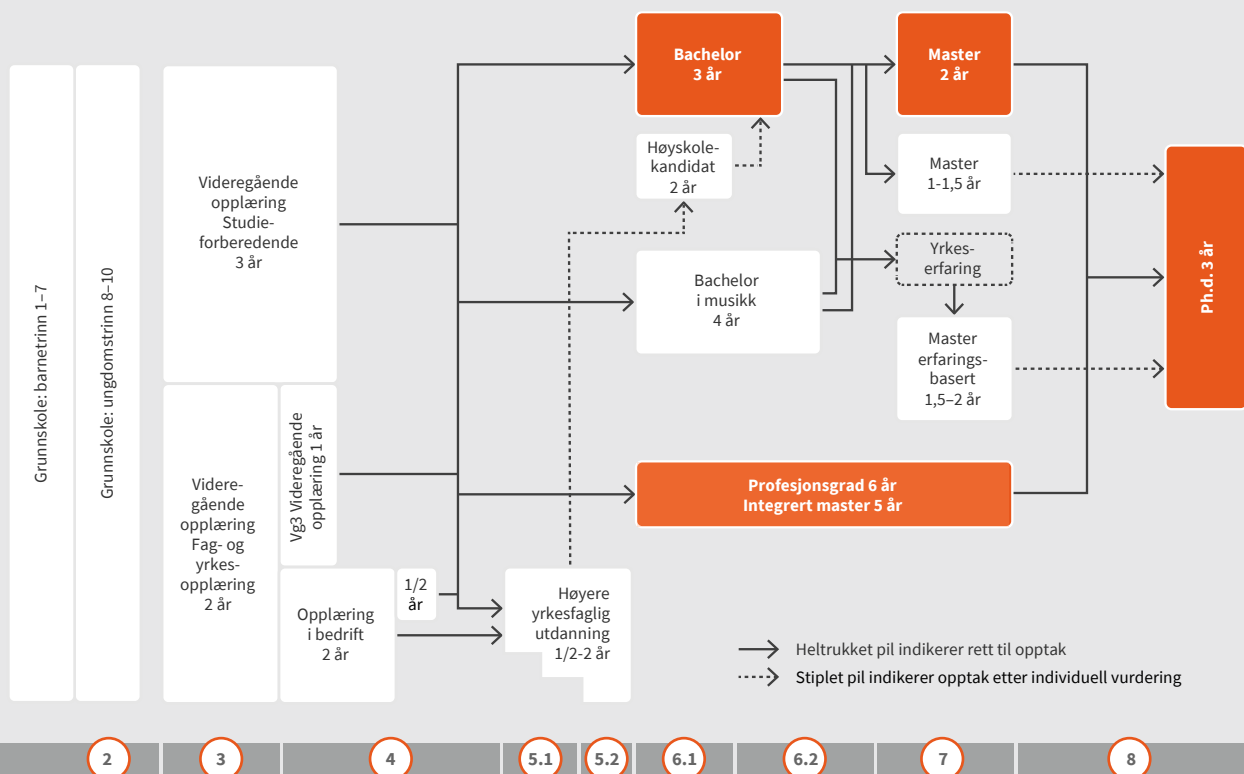 Grunnskole: barnetrinn 1–7
Grunnskole: ungdomstrinn 8–10
Videregående
opplæring
Studie-
forberedende
3 år
Videre-
gående
opplæring
Fag- og
yrkes-
opplæring
2 år
Vg3 Videregående
opplæring 1 år
Opplæring
i bedrift
2 år
1/2
år
Høyere
yrkesfaglig
utdanning
1/2-2 år
Bachelor
3 år
Høyskole-
kandidat
2 år
Bachelor
i musikk
4 år
Profesjonsgrad 6 år
Integrert master 5 år
Master
2 år
Master
1-1,5 år
Yrkes-
erfaring
Master
erfarings-
basert
1,5–2 år
Ph.d. 3 år
Heltrukket pil indikerer rett til opptak
Stiplet pil indikerer opptak etter individuell vurdering
2
3
4
5.1
5.2
6.1
6.2
7
8